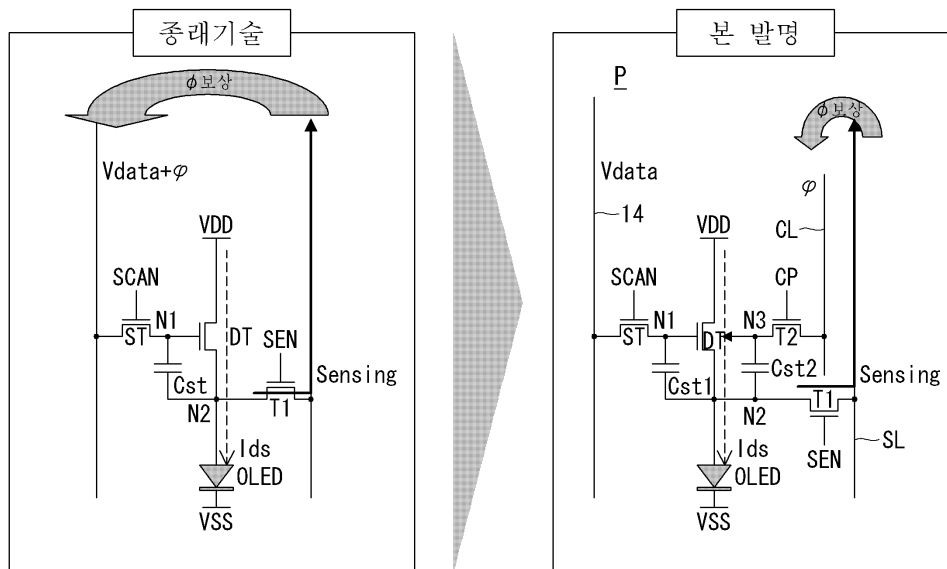 종래기술
ϕ보상
Vdata+φ
VDD
SCAN
ST
N1
DT
SEN
Cst
Sensing
T1
N2
Ids
OLED
VSS
본 발명
P
ϕ보상
Vdata
φ
14
CL
VDD
SCAN
CP
ST
N1
DT
N3
T2
Cst1
Cst2
Sensing
T1
N2
SL
SEN
Ids
OLED
VSS